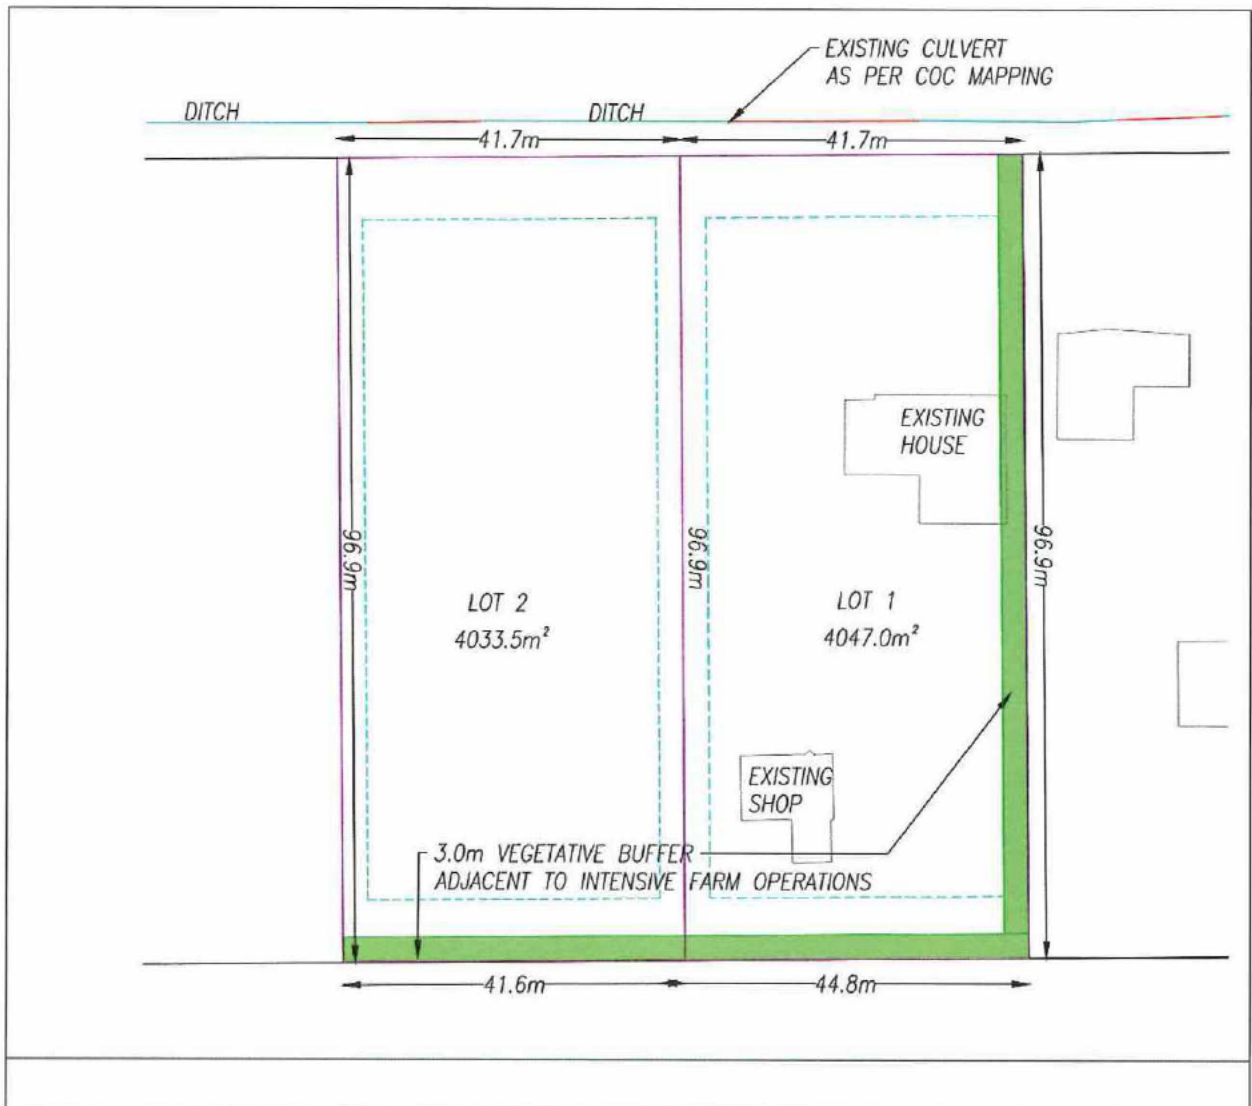 EXISTING CULVERT
AS PER COC MAPPING
DITCH
DITCH
41.7m
41.7m
EXISTING
HOUSE
96.9m
96.9m
96.9m
LOT 2
4033.5m²
LOT 1
4047.0m²
EXISTING
SHOP
3.0m VEGETATIVE BUFFER
ADJACENT TO INTENSIVE FARM OPERATIONS
41.6m
44.8m